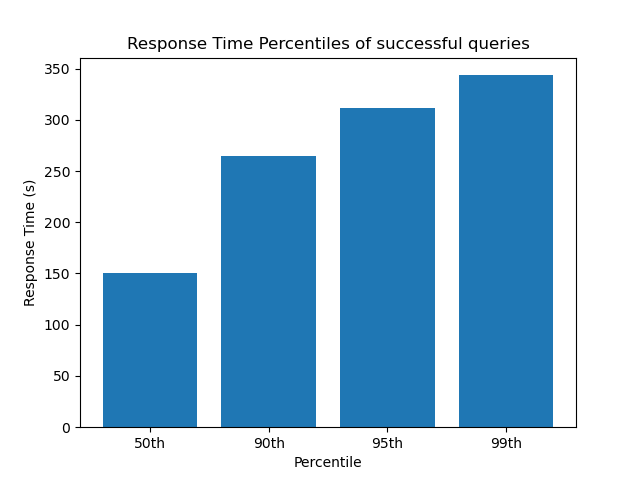 Response Time Percentiles of successful queries
350
300
250
200
150
100
50
0
Response Time (s)
50th 90th 95th 99th
Percentile